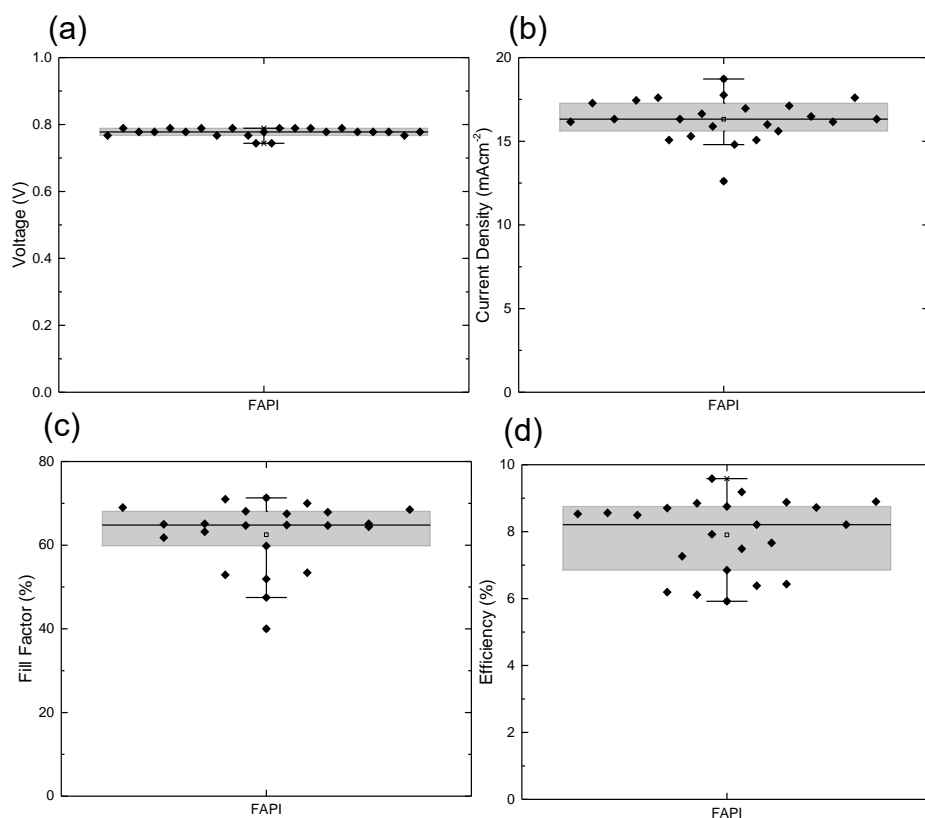 (a)
1.0
0.8
0.6
0.4
0.2
0.0
Voltage (V)
FAPI
(b)
20
15
10
5
0
Current Density (mAcm⁻²)
FAPI
(c)
80
60
40
20
0
Fill Factor (%)
FAPI
(d)
10
8
6
4
2
0
Efficiency (%)
FAPI